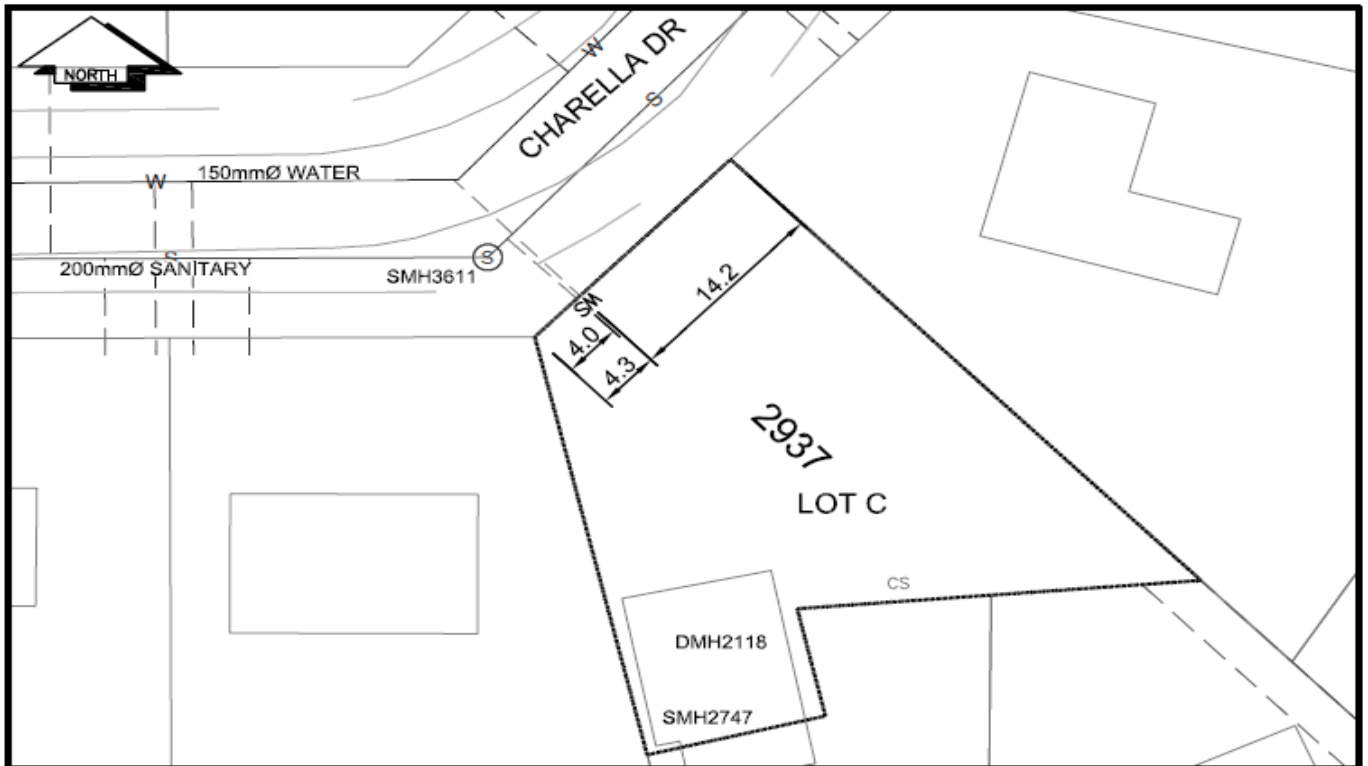 NORTH
W
CHARELLA DR
S
150mmØ WATER
W
S
200mmØ SANITARY
SMH3611
S
SW
14.2
4.0
4.3
2937
LOT C
CS
DMH2118
SMH2747